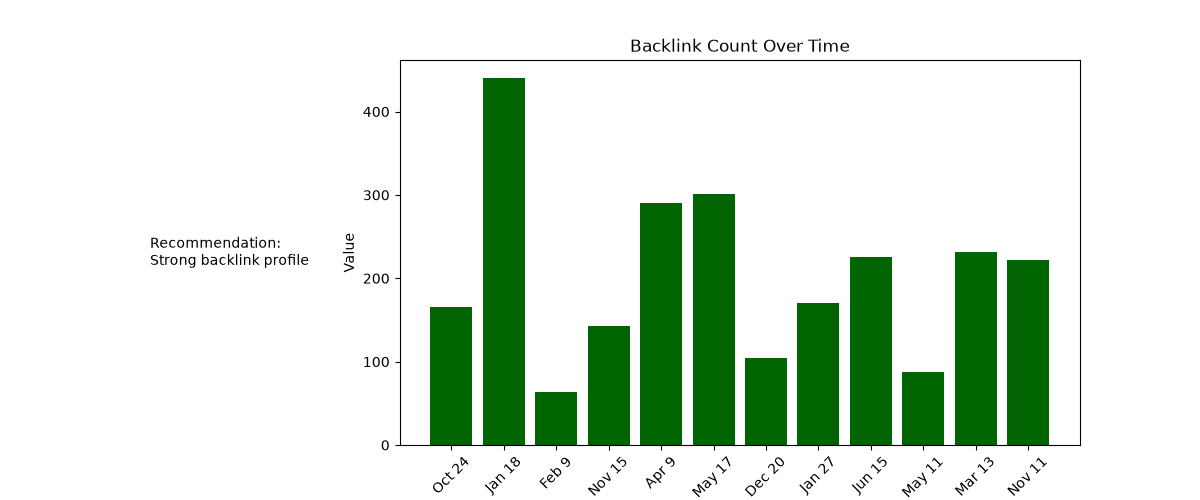 Backlink Count Over Time
Recommendation:
Strong backlink profile
Value
400
300
200
100
0
Oct 24
Jan 18
Feb 9
Nov 15
Apr 9
May 17
Dec 20
Jan 27
Jun 15
May 11
Mar 13
Nov 11